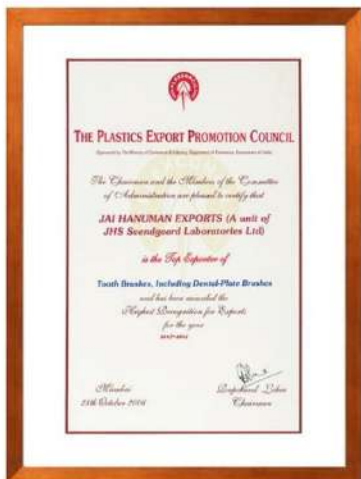 THE PLASTICS EXPORT PROMOTION COUNCIL
The Chairman and the Members of the Committee
of Administration are pleased to certify that
JAI HANUMAN EXPORTS (A unit of
JHS Svendgaard Laboratories Ltd)
is the Top Exporter of
Tooth Brushes, Including Dental-Plate Brushes
and has been awarded the
Highest Recognition for Exports
for the year
Mumbai
Chairman